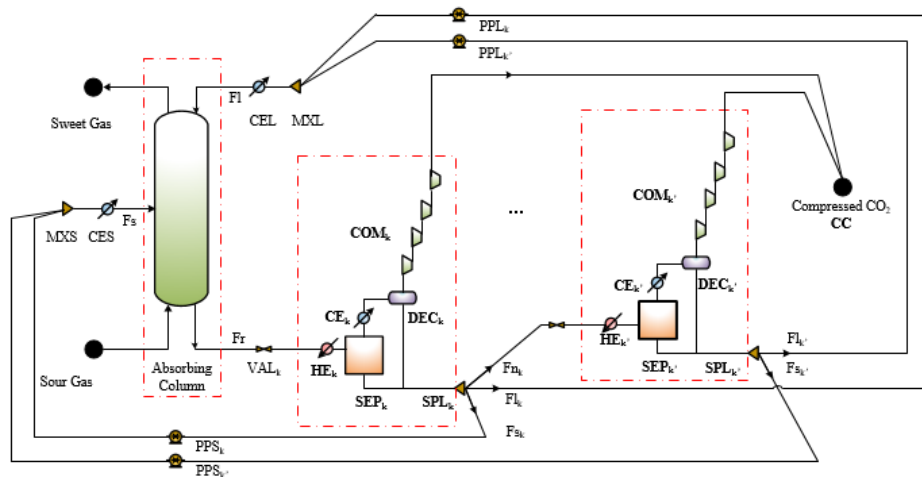 PPLk
PPLk'
Sweet Gas
Fl
CEL
MXL
MXS
CES
Fs
COMk
...
COMk'
Compressed CO2
CC
CEk
DECk
CEk'
DECk'
Sour Gas
Absorbing
Column
Fr
VALk
HEk
SEPk
SPLk
Fnk
Flk
Fsk
HEk'
SEPk'
SPLk'
Flk'
Fsk'
PPSk
PPSk'